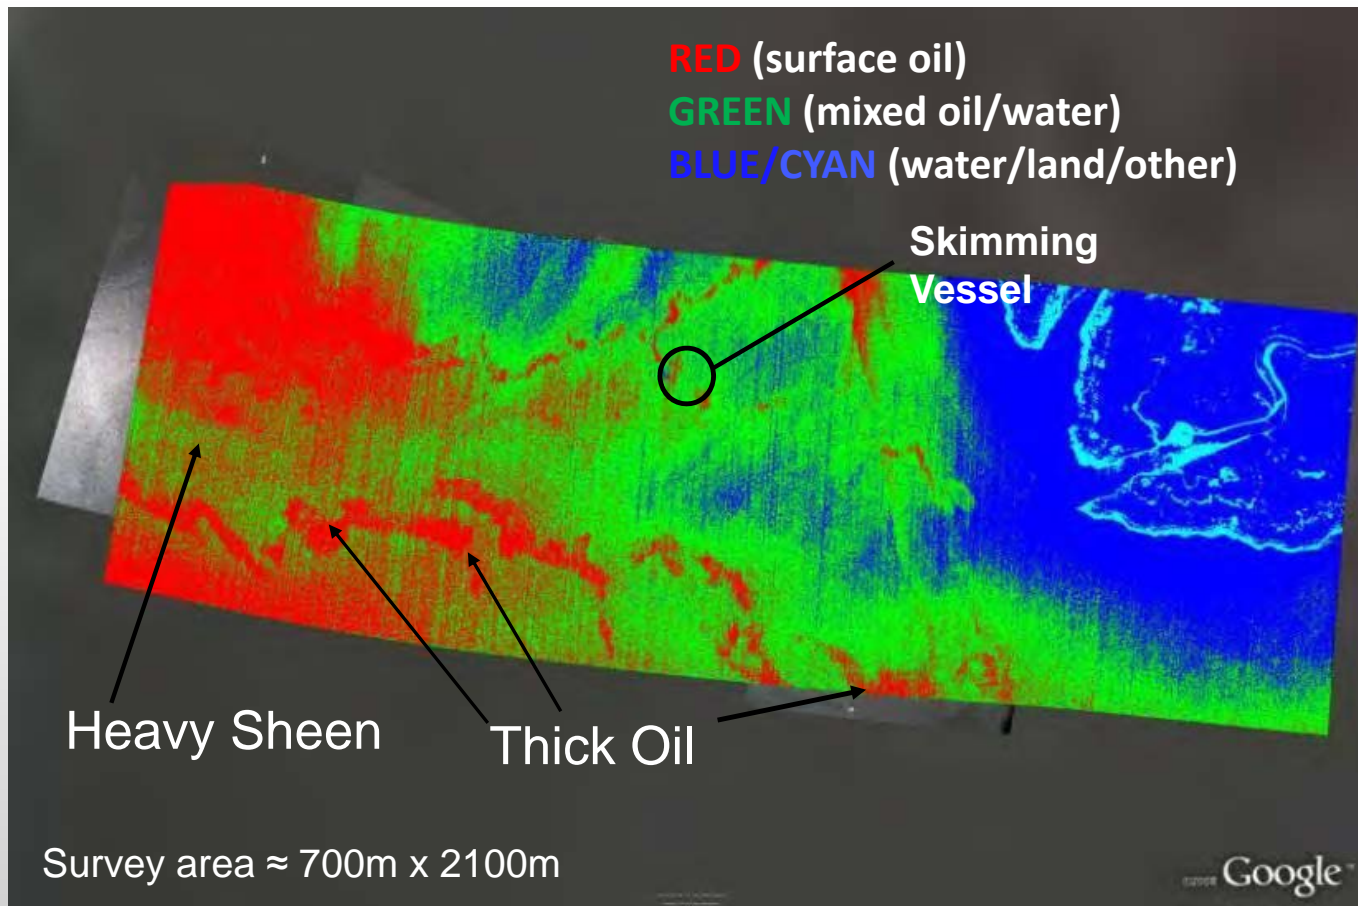 RED (surface oil)
GREEN (mixed oil/water)
BLUE/CYAN (water/land/other)
Skimming
Vessel
Heavy Sheen
Thick Oil
Survey area ≈ 700m x 2100m
Google